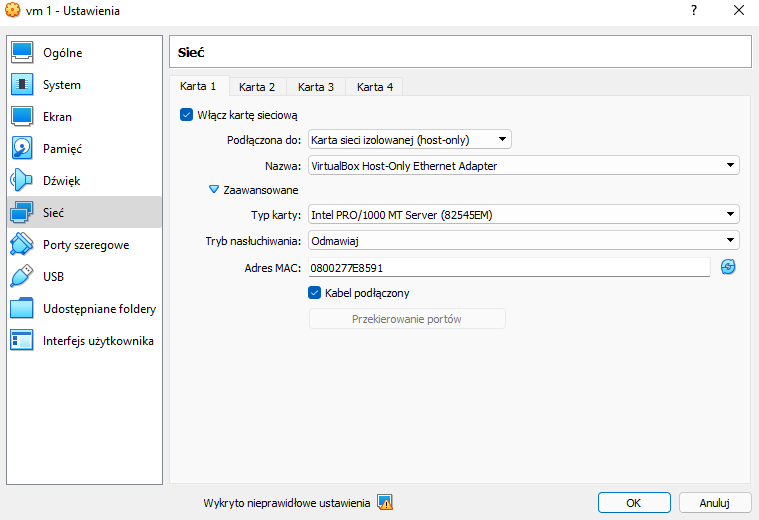 vm 1 - Ustawienia
?
Ogólne
System
Ekran
Pamięć
Dźwięk
Sieć
Porty szeregowe
USB
Udostępniane foldery
Interfejs użytkownika
Sieć
Karta 1 Karta 2 Karta 3 Karta 4
Włącz kartę sieciową
Podłączona do: Karta sieci izolowanej (host-only)
Nazwa: VirtualBox Host-Only Ethernet Adapter
Zaawansowane
Typ karty: Intel PRO/1000 MT Server (82545EM)
Tryb nasłuchiwania: Odmawiaj
Adres MAC: 0800277E8591
Kabel podłączony
Przekierowanie portów
Wykryto nieprawidłowe ustawienia
OK Anuluj